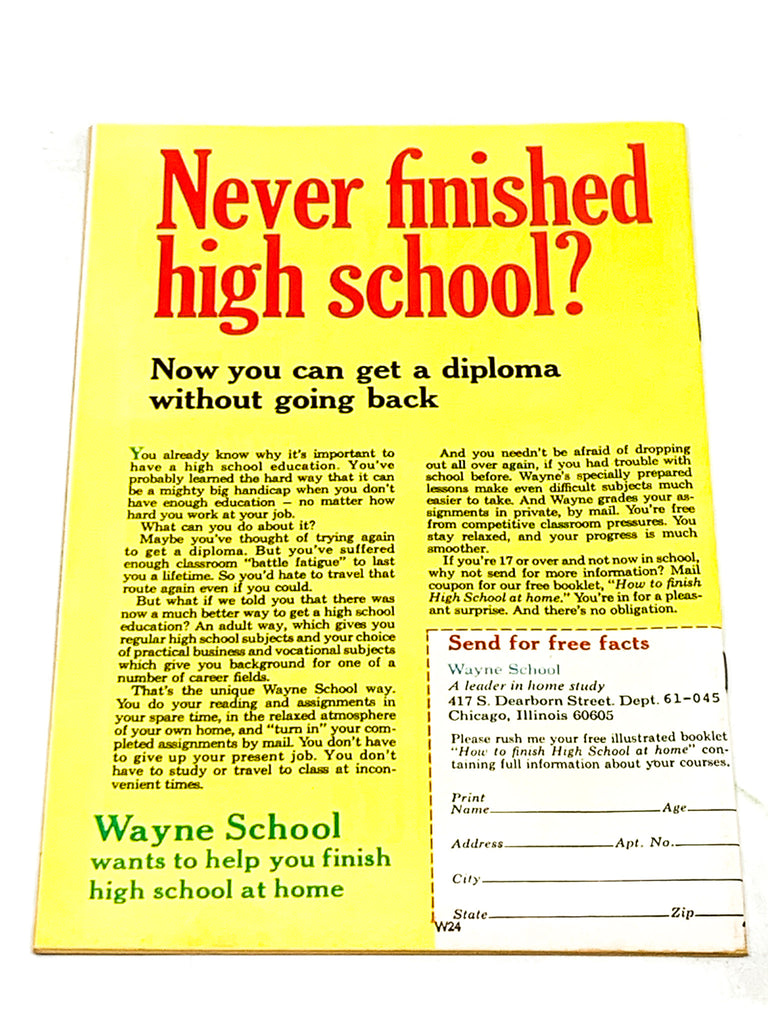 Never finished
high school?
Now you can get a diploma
without going back
You already know why it's important to
have a high school education. You've
probably learned the hard way that it can
be a mighty big handicap when you don't
have enough education – no matter how
hard you work at your job.
What can you do about it?
Maybe you've thought of trying again
to get a diploma. But you've suffered
enough classroom "battle fatigue" to last
you a lifetime. So you'd hate to travel that
route again even if you could.
But what if we told you that there was
now a much better way to get a high school
education? An adult way, which gives you
regular high school subjects and your choice
of practical business and vocational subjects
which give you background for one of a
number of career fields.
That's the unique Wayne School way.
You do your reading and assignments in
your spare time, in the relaxed atmosphere
of your own home, and "turn in" your com-
pleted assignments by mail. You don't have
to give up your present job. You don't
have to study or travel to class at incon-
venient times.
Wayne School
wants to help you finish
high school at home
And you needn't be afraid of dropping
out all over again, if you had trouble with
school before. Wayne's specially prepared
lessons make even difficult subjects much
easier to take. And Wayne grades your as-
signments in private, by mail. You're free
from competitive classroom pressures. You
stay relaxed, and your progress is much
smoother.
If you're 17 or over and not now in school,
why not send for more information? Mail
coupon for our free booklet, "How to finish
High School at home." You're in for a pleas-
ant surprise. And there's no obligation.
Send for free facts
Wayne School
A leader in home study
417 S. Dearborn Street. Dept. 61-045
Chicago, Illinois 60605
Please rush me your free illustrated booklet
"How to finish High School at home" con-
taining full information about your courses.
Print
Name Age
Address Apt. No.
City
State Zip
W24